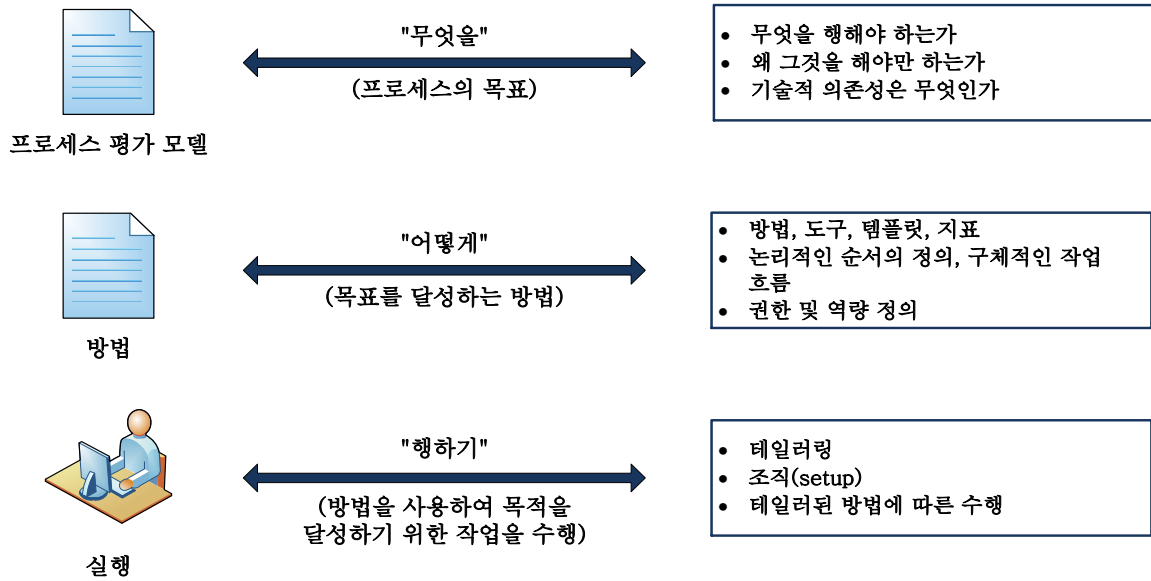 "무엇을"
(프로세스의 목표)
프로세스 평가 모델
• 무엇을 행해야 하는가
• 왜 그것을 해야만 하는가
• 기술적 의존성은 무엇인가
"어떻게"
(목표를 달성하는 방법)
방법
• 방법, 도구, 템플릿, 지표
• 논리적인 순서의 정의, 구체적인 작업
흐름
• 권한 및 역량 정의
"행하기"
(방법을 사용하여 목적을
달성하기 위한 작업을 수행)
실행
• 테일러링
• 조직(setup)
• 테일러된 방법에 따른 수행